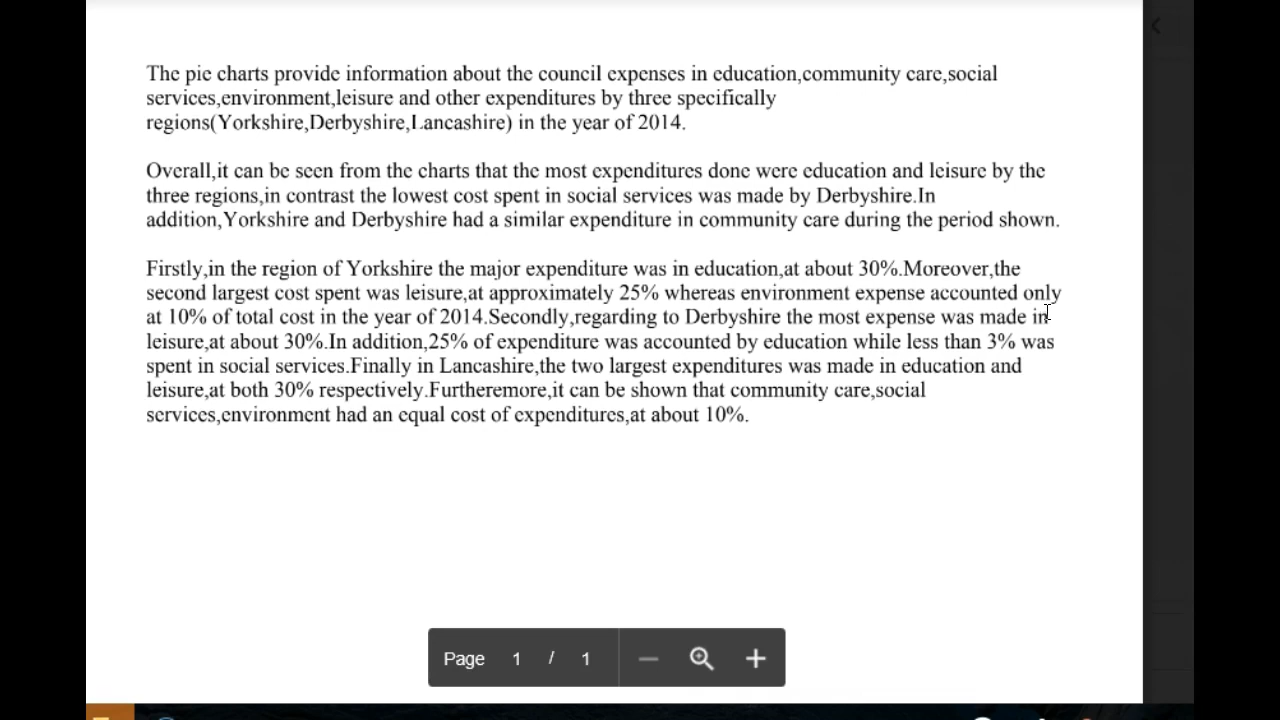 The pie charts provide information about the council expenses in education,community care,social
services,environment,leisure and other expenditures by three specifically
regions(Yorkshire,Derbyshire,Lancashire) in the year of 2014.
Overall,it can be seen from the charts that the most expenditures done were education and leisure by the
three regions,in contrast the lowest cost spent in social services was made by Derbyshire.In
addition,Yorkshire and Derbyshire had a similar expenditure in community care during the period shown.
Firstly,in the region of Yorkshire the major expenditure was in education,at about 30%.Moreover,the
second largest cost spent was leisure,at approximately 25% whereas environment expense accounted only
at 10% of total cost in the year of 2014.Secondly,regarding to Derbyshire the most expense was made in
leisure,at about 30%.In addition,25% of expenditure was accounted by education while less than 3% was
spent in social services.Finally in Lancashire,the two largest expenditures was made in education and
leisure,at both 30% respectively.Furtheremore,it can be shown that community care,social
services,environment had an equal cost of expenditures,at about 10%.
Page 1 / 1